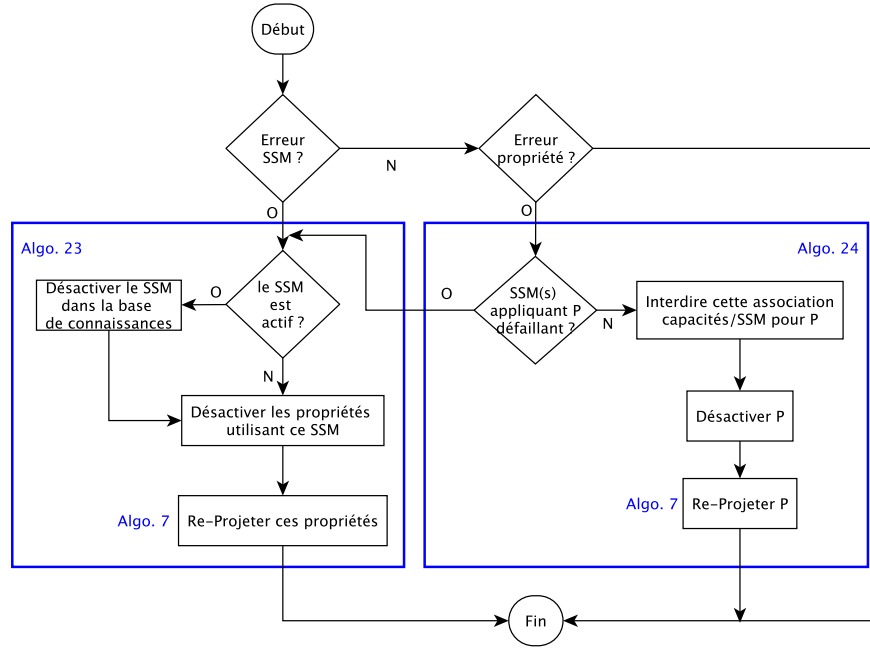 Début
Erreur
SSM ?
N
Erreur
propriété ?
O
O
Algo. 23
Algo. 24
Désactiver le SSM
dans la base
de connaissances
O
le SSM
est
actif ?
N
O
SSM(s)
appliquant P
défaillant ?
N
Interdire cette association
capacités/SSM pour P
Désactiver les propriétés
utilisant ce SSM
Désactiver P
Algo. 7
Re-Projeter ces propriétés
Algo. 7
Re-Projeter P
Fin